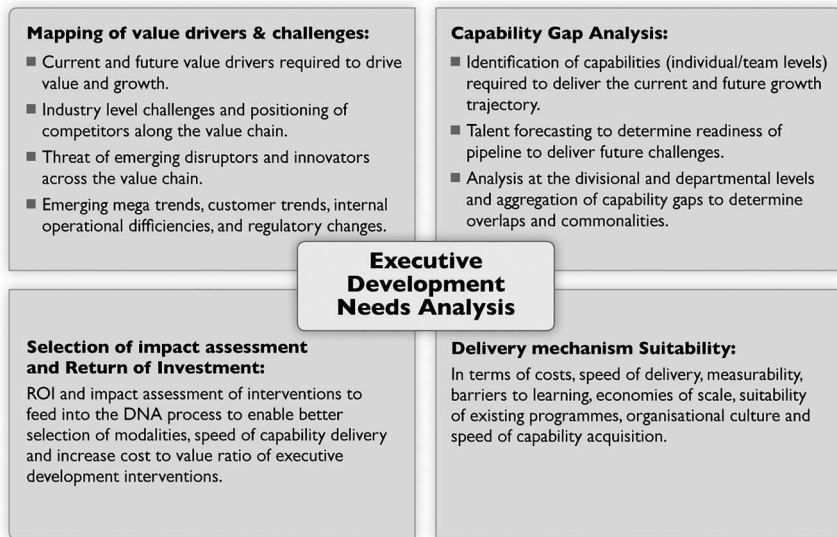 Mapping of value drivers & challenges:
■ Current and future value drivers required to drive
value and growth.
■ Industry level challenges and positioning of
competitors along the value chain.
■ Threat of emerging disruptors and innovators
across the value chain.
■ Emerging mega trends, customer trends, internal
operational difficiencies, and regulatory changes.
Capability Gap Analysis:
■ Identification of capabilities (individual/team levels)
required to deliver the current and future growth
trajectory.
■ Talent forecasting to determine readiness of
pipeline to deliver future challenges.
■ Analysis at the divisional and departmental levels
and aggregation of capability gaps to determine
overlaps and commonalities.
Executive
Development
Needs Analysis
Selection of impact assessment
and Return of Investment:
ROI and impact assessment of interventions to
feed into the DNA process to enable better
selection of modalities, speed of capability delivery
and increase cost to value ratio of executive
development interventions.
Delivery mechanism Suitability:
In terms of costs, speed of delivery, measurability,
barriers to learning, economies of scale, suitability
of existing programmes, organisational culture and
speed of capability acquisition.